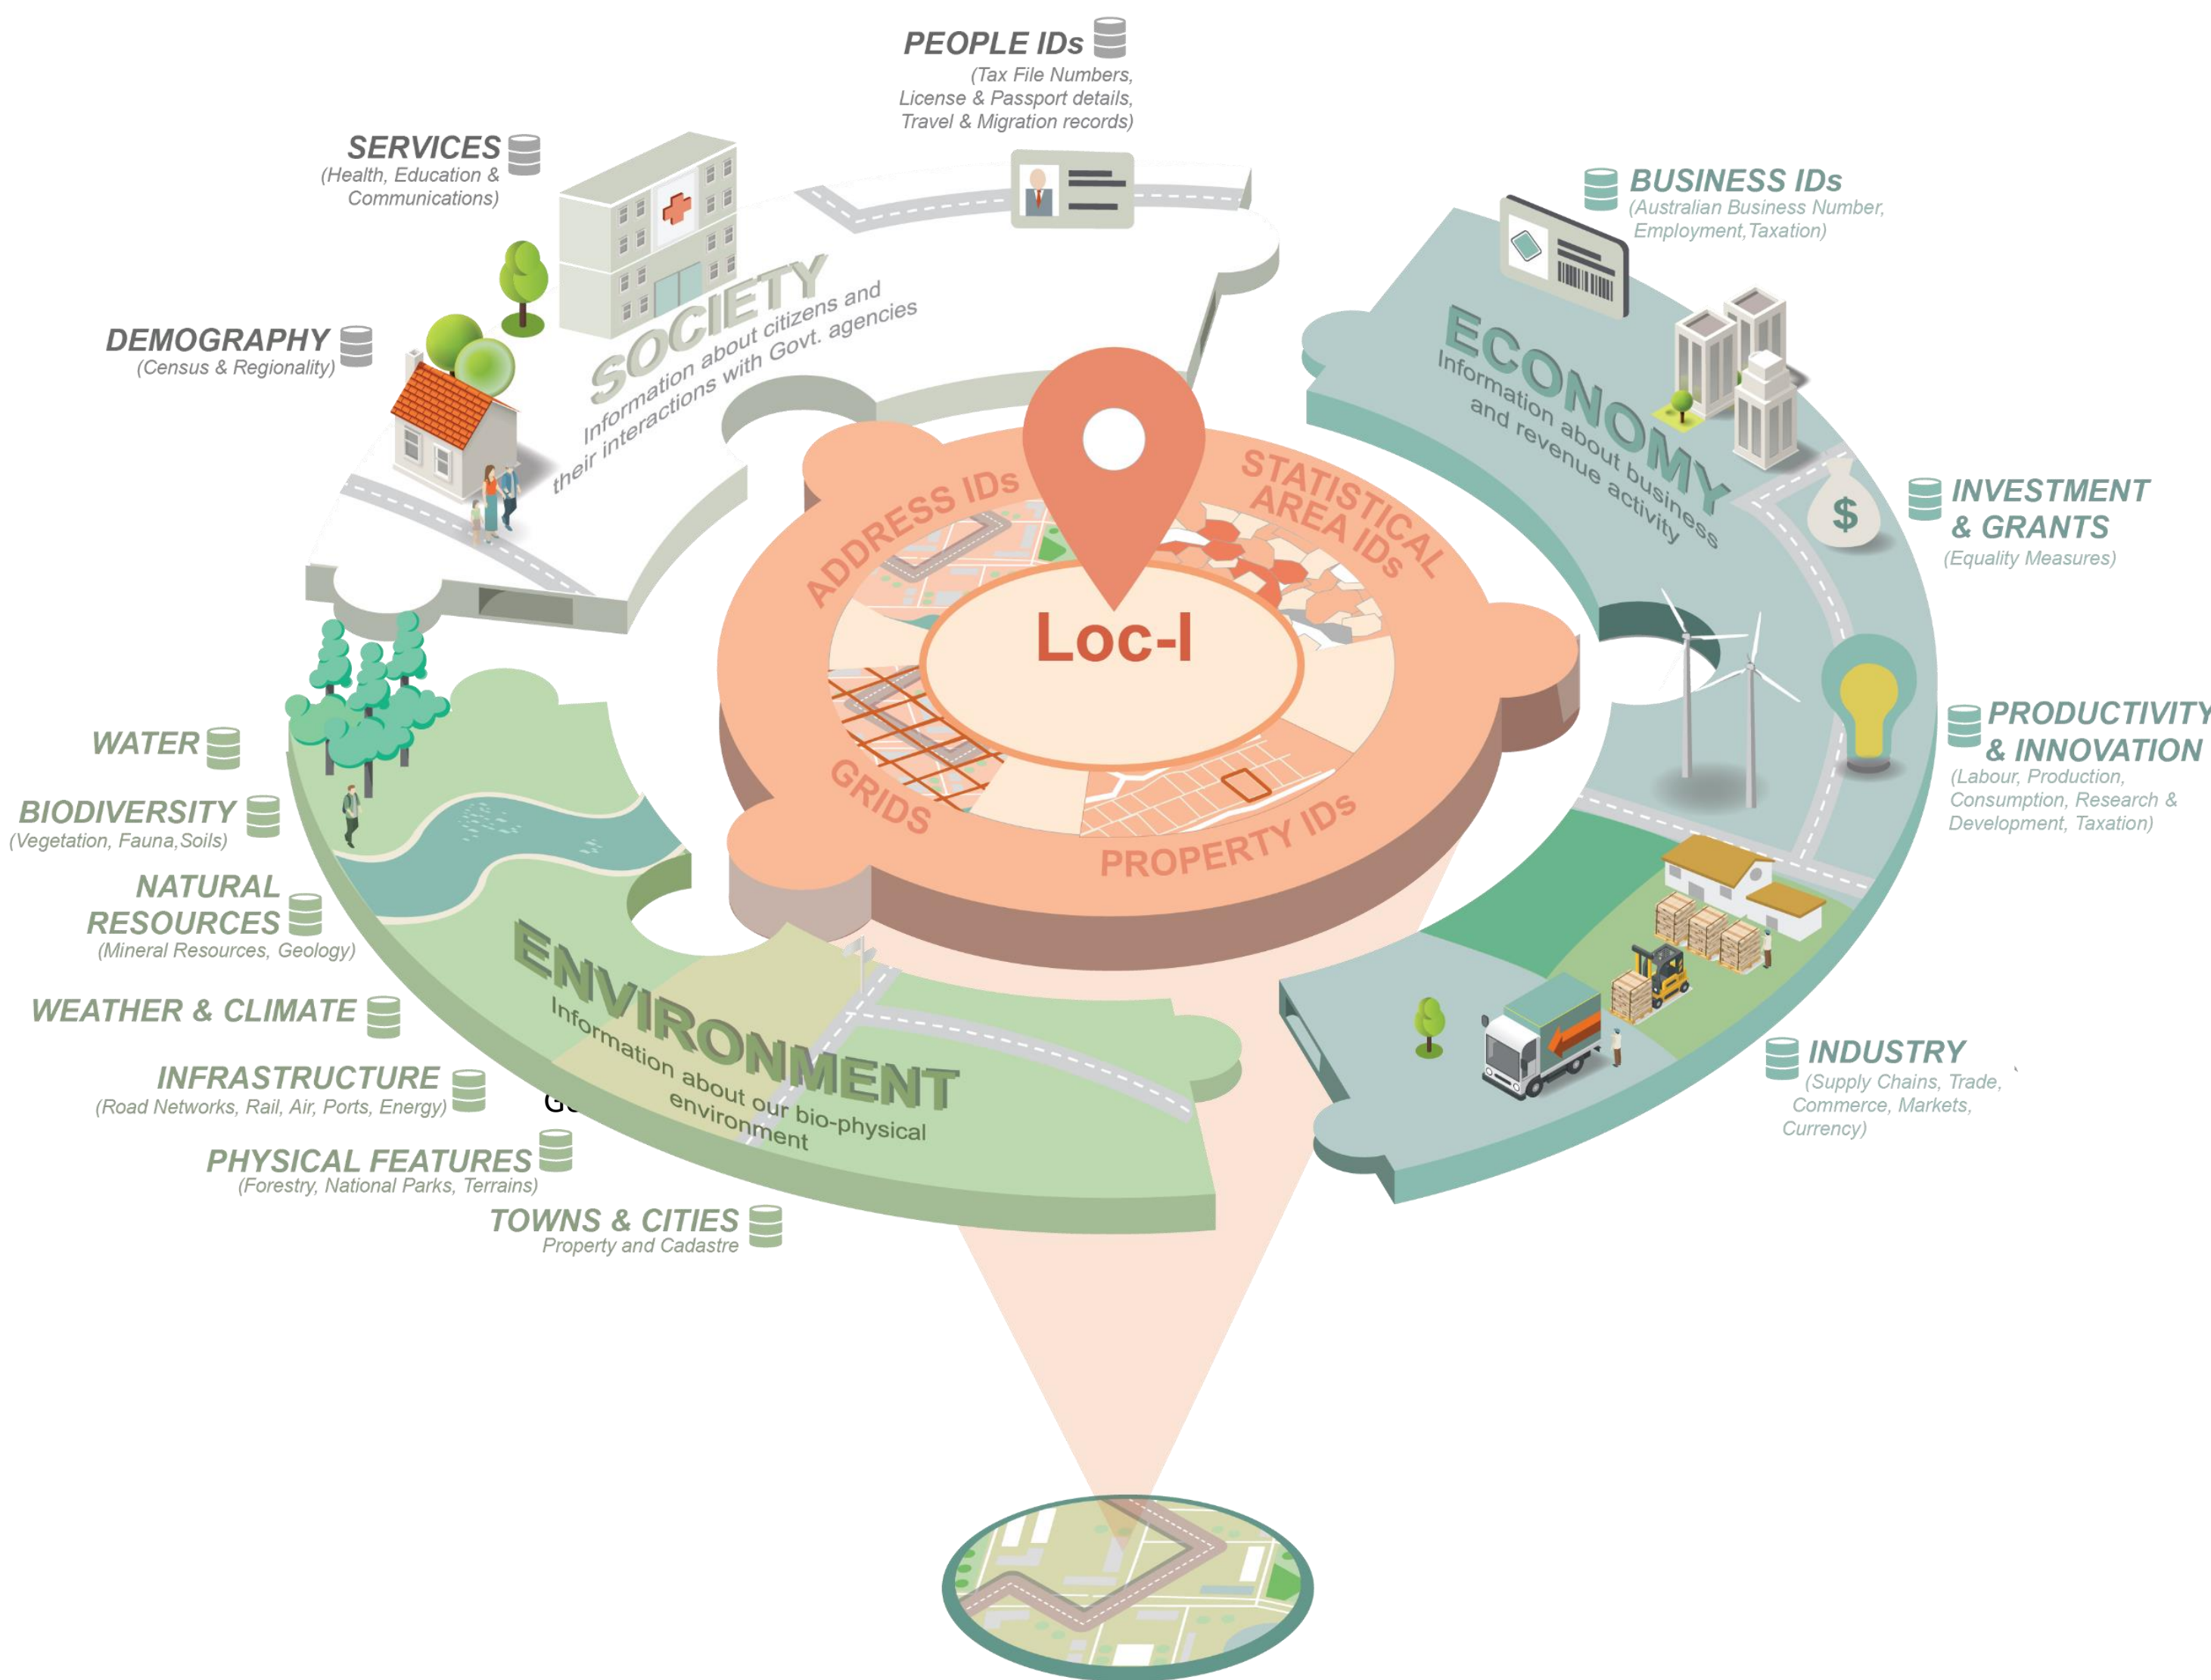 PEOPLE IDs
(Tax File Numbers,
License & Passport details,
Travel & Migration records)
SERVICES
(Health, Education &
Communications)
DEMOGRAPHY
(Census & Regionality)
SOCIETY
Information about citizens and
their interactions with Govt. agencies
BUSINESS IDs
(Australian Business Number,
Employment,Taxation)
ECONOMY
Information about business
and revenue activity
$
INVESTMENT
& GRANTS
(Equality Measures)
PRODUCTIVITY
& INNOVATION
(Labour, Production,
Consumption, Research &
Development, Taxation)
INDUSTRY
(Supply Chains, Trade,
Commerce, Markets,
Currency)
ADDRESS IDs
STATISTICAL
AREA IDs
Loc-I
GRIDS
PROPERTY IDs
WATER
BIODIVERSITY
(Vegetation, Fauna,Soils)
NATURAL
RESOURCES
(Mineral Resources, Geology)
WEATHER & CLIMATE
INFRASTRUCTURE
(Road Networks, Rail, Air, Ports, Energy)
PHYSICAL FEATURES
(Forestry, National Parks, Terrains)
TOWNS & CITIES
Property and Cadastre
ENVIRONMENT
Information about our bio-physical
environment